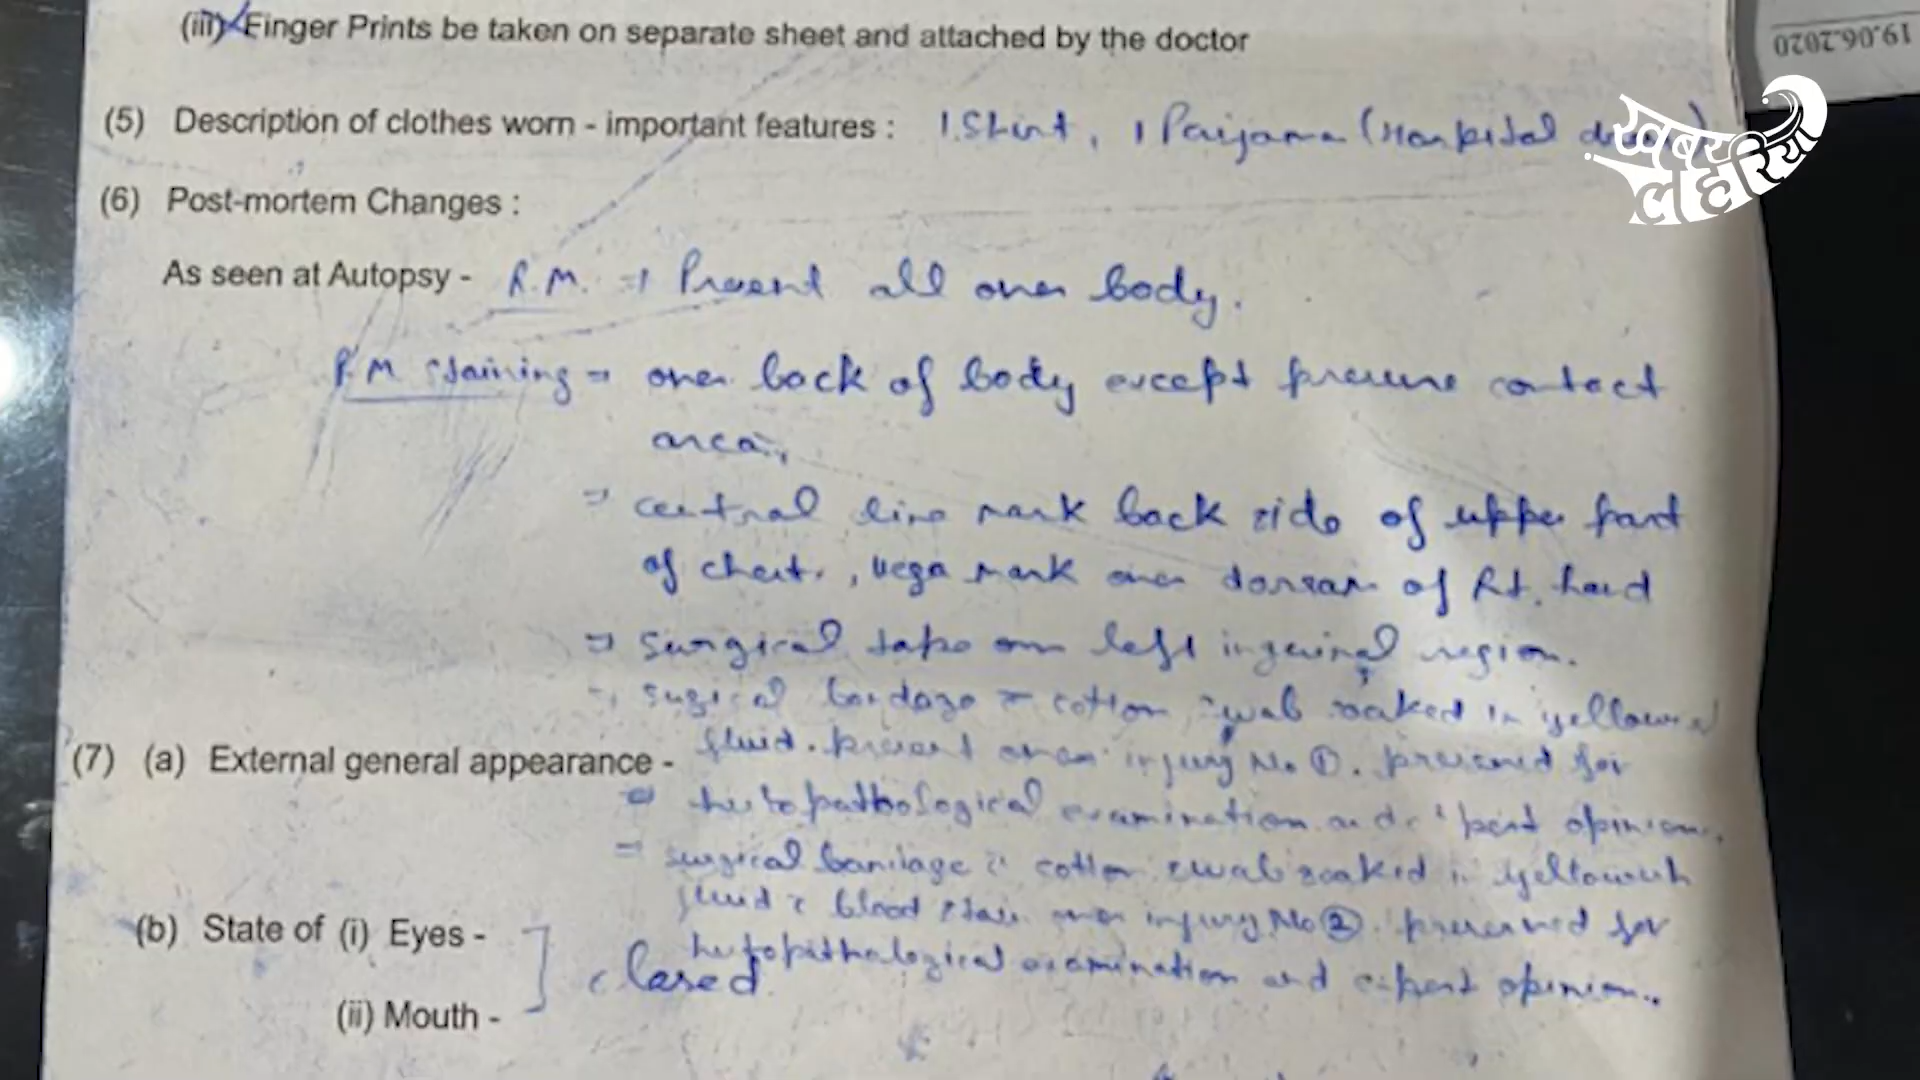 (iii) Finger Prints be taken on separate sheet and attached by the doctor
19.06.2020
खबर लहरिया
(5) Description of clothes worn - important features : 1 Shirt, 1 Paijama (Hospital dress)
(6) Post-mortem Changes :
As seen at Autopsy - R.M. ⇒ Present all over body.
P.M staining ⇒ over back of body except pressure contact
area.
⇒ central line mark back side of upper part
of chest, vega mark over dorsum of Rt. hand
⇒ surgical tape over left inguinal region.
⇒ sugical bandage c cotton swab soaked in yellowish
fluid. present over injury No. ①. preserved for
(7) (a) External general appearance -
⇒ histopathological examination and expert opinion.
⇒ surgical bandage c cotton swab soaked in yellowish
fluid c blood stain over injury No ②. preserved for
histopathological examination and expert opinion.
(b) State of (i) Eyes -
closed
(ii) Mouth -